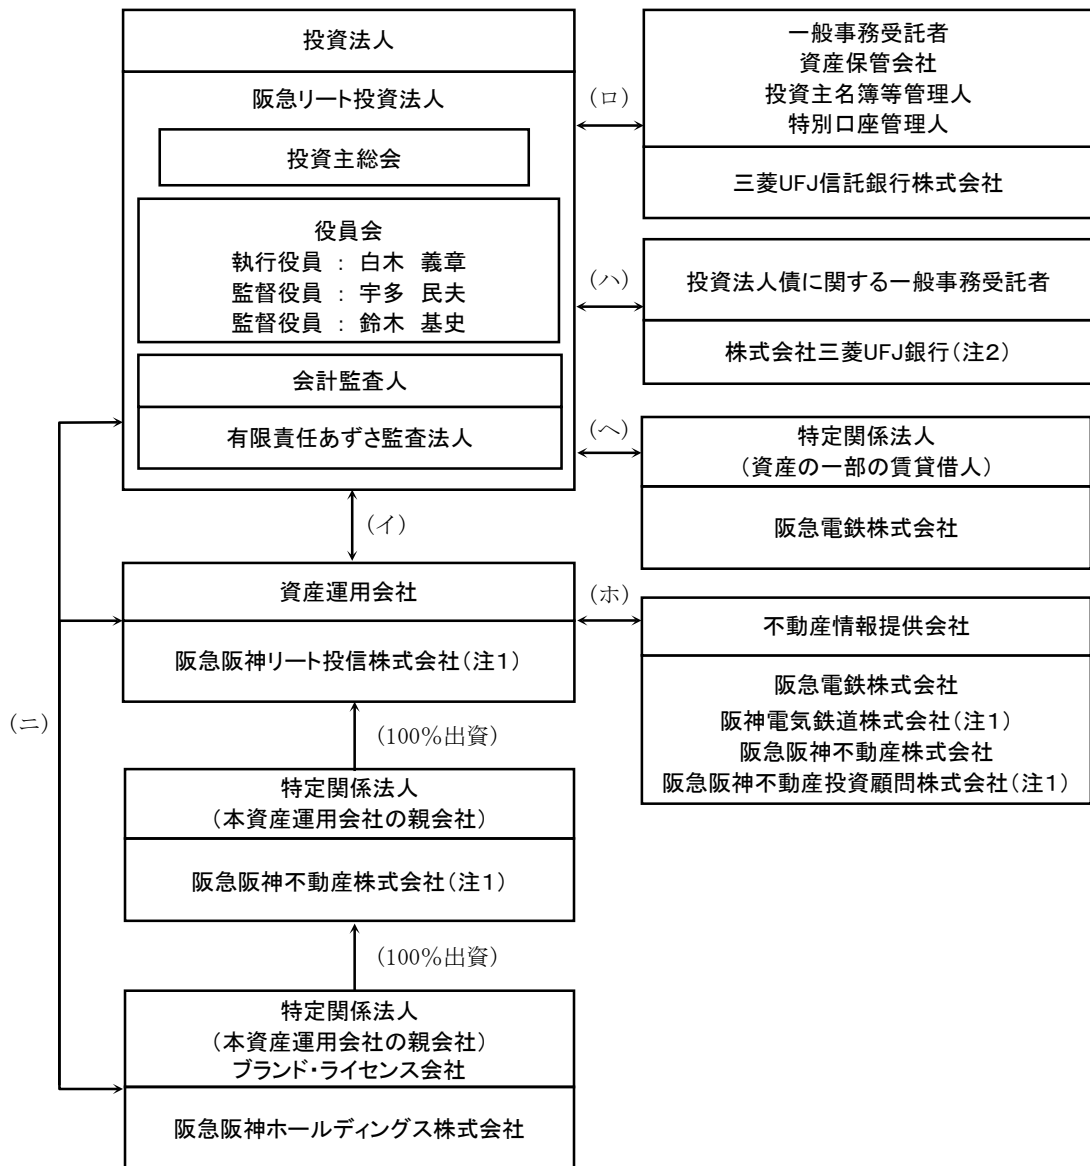 投資法人
阪急リート投資法人
投資主総会
役員会
執行役員 : 白木 義章
監督役員 : 宇多 民夫
監督役員 : 鈴木 基史
会計監査人
有限責任あずさ監査法人
(ロ)
一般事務受託者
資産保管会社
投資主名簿等管理人
特別口座管理人
三菱UFJ信託銀行株式会社
(ハ)
投資法人債に関する一般事務受託者
株式会社三菱UFJ銀行(注2)
(ヘ)
特定関係法人
(資産の一部の賃貸借人)
阪急電鉄株式会社
(イ)
資産運用会社
阪急阪神リート投信株式会社(注1)
(ホ)
不動産情報提供会社
阪急電鉄株式会社
阪神電気鉄道株式会社(注1)
阪急阪神不動産株式会社
阪急阪神不動産投資顧問株式会社(注1)
(ニ)
(100%出資)
特定関係法人
(本資産運用会社の親会社)
阪急阪神不動産株式会社(注1)
(100%出資)
特定関係法人
(本資産運用会社の親会社)
ブランド・ライセンス会社
阪急阪神ホールディングス株式会社